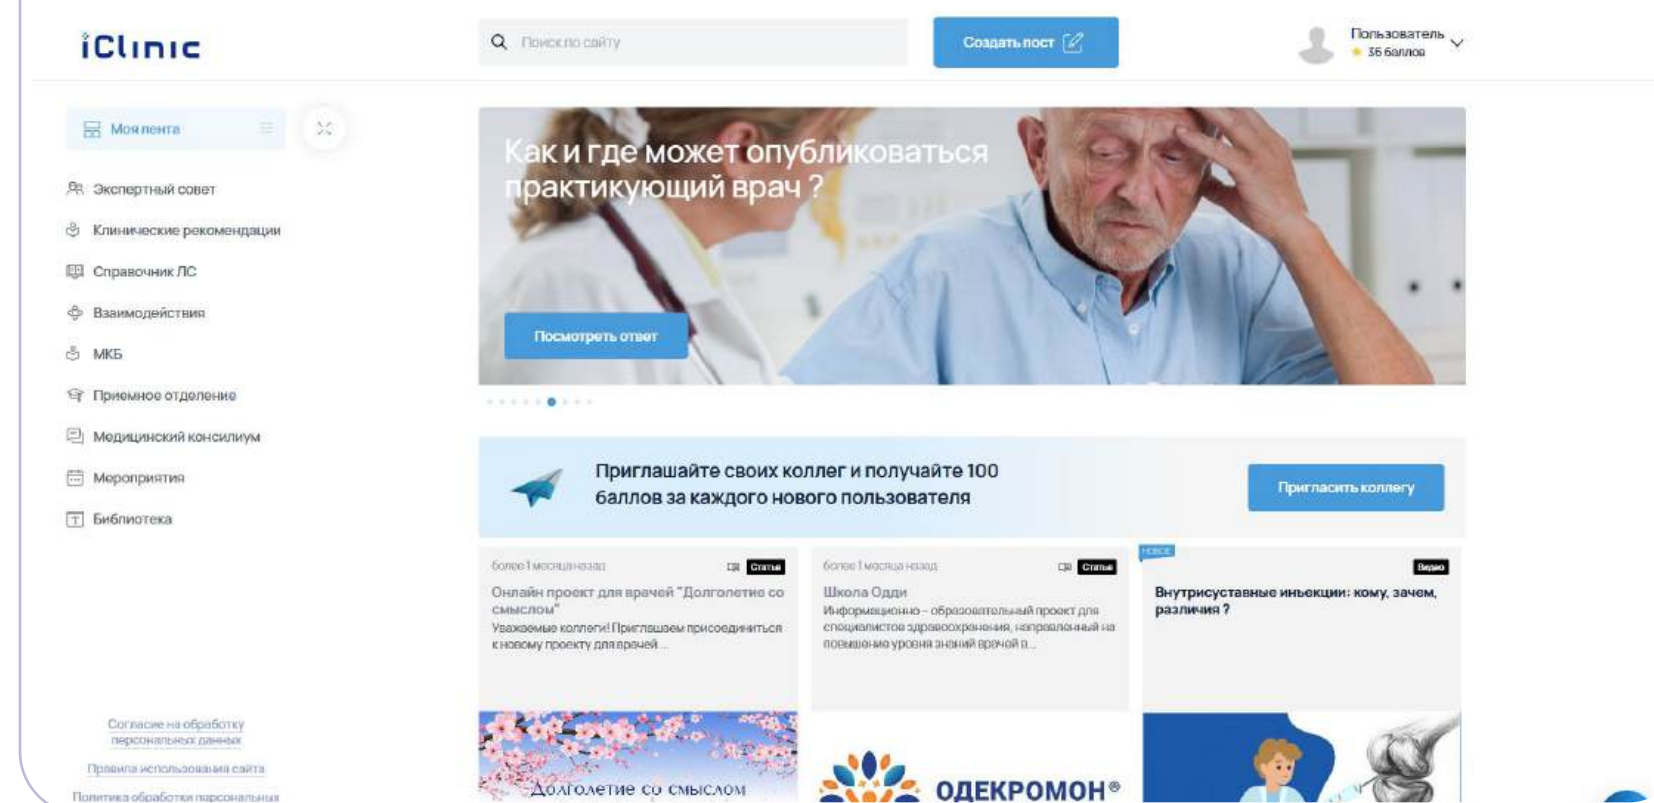 iClinic
Поиск по сайту
Создать пост
Пользователь
36 баллов
Моя лента
Экспертный совет
Клинические рекомендации
Справочник ЛС
Взаимодействия
МКБ
Приемное отделение
Медицинский консилиум
Мероприятия
Библиотека
Согласие на обработку
персональных данных
Правила использования сайта
Политика обработки персональных
Как и где может опубликоваться
практикующий врач ?
Посмотреть ответ
Приглашайте своих коллег и получайте 100
баллов за каждого нового пользователя
Пригласить коллегу
более 1 месяца назад
Статья
Онлайн проект для врачей "Долголетие со
смыслом"
Уважаемые коллеги! Приглашаем присоединиться
к новому проекту для врачей ...
Долголетие со смыслом
более 1 месяца назад
Статья
Школа Одди
Информационно - образовательный проект для
специалистов здравоохранения, направленный на
повышение уровня знаний врачей в...
ОДЕКРОМОН®
НОВОЕ
Видео
Внутрисуставные инъекции: кому, зачем,
различия ?